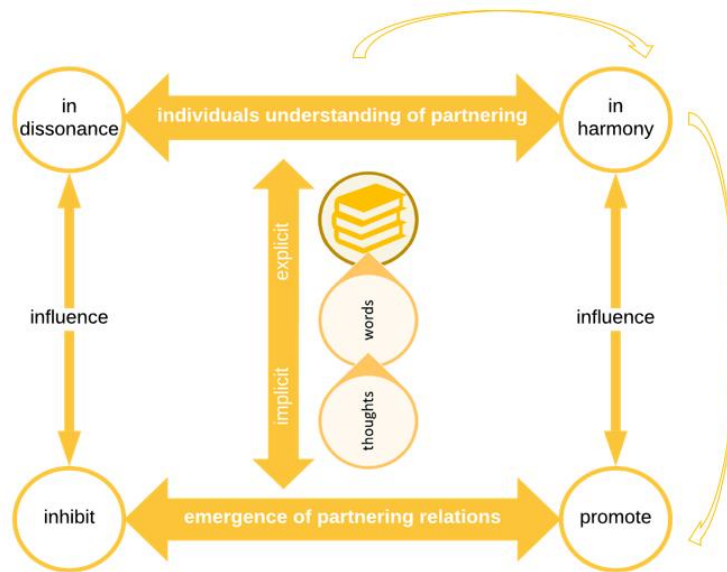 in
dissonance
individuals understanding of partnering
in
harmony
explicit
words
influence
influence
implicit
thoughts
inhibit
emergence of partnering relations
promote